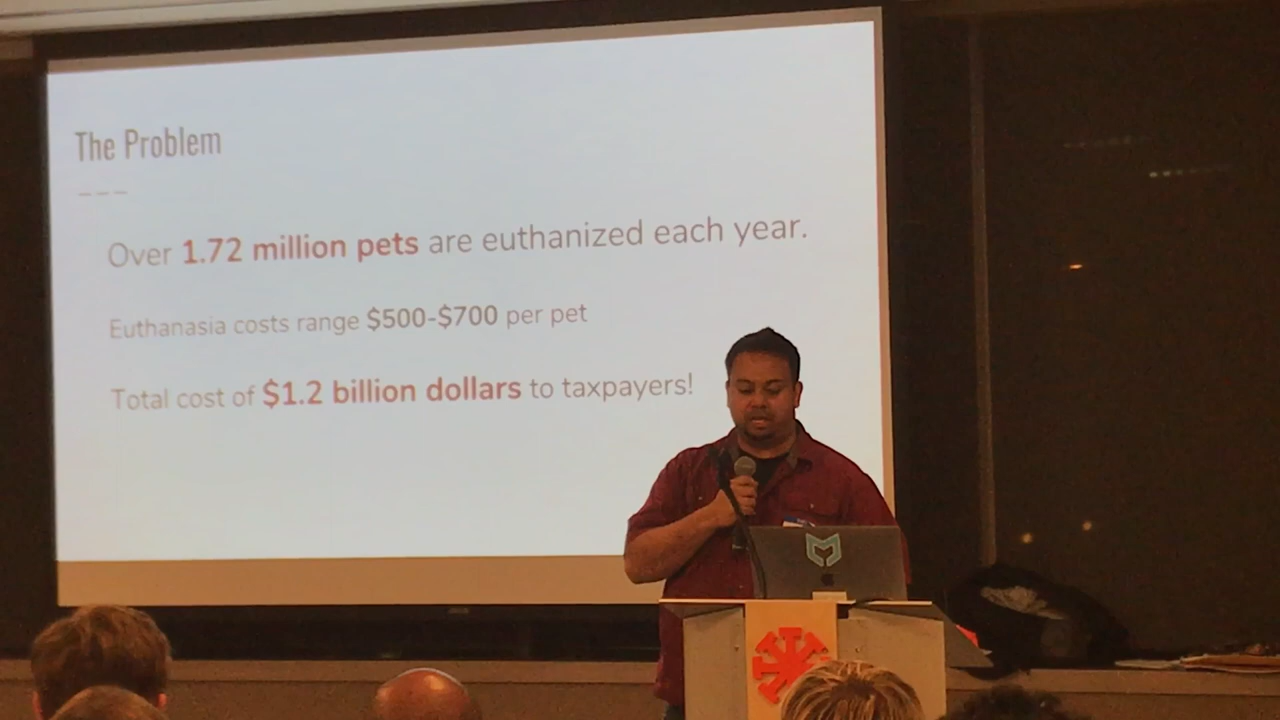 The Problem
Over 1.72 million pets are euthanized each year.
Euthanasia costs range $500-$700 per pet
Total cost of $1.2 billion dollars to taxpayers!